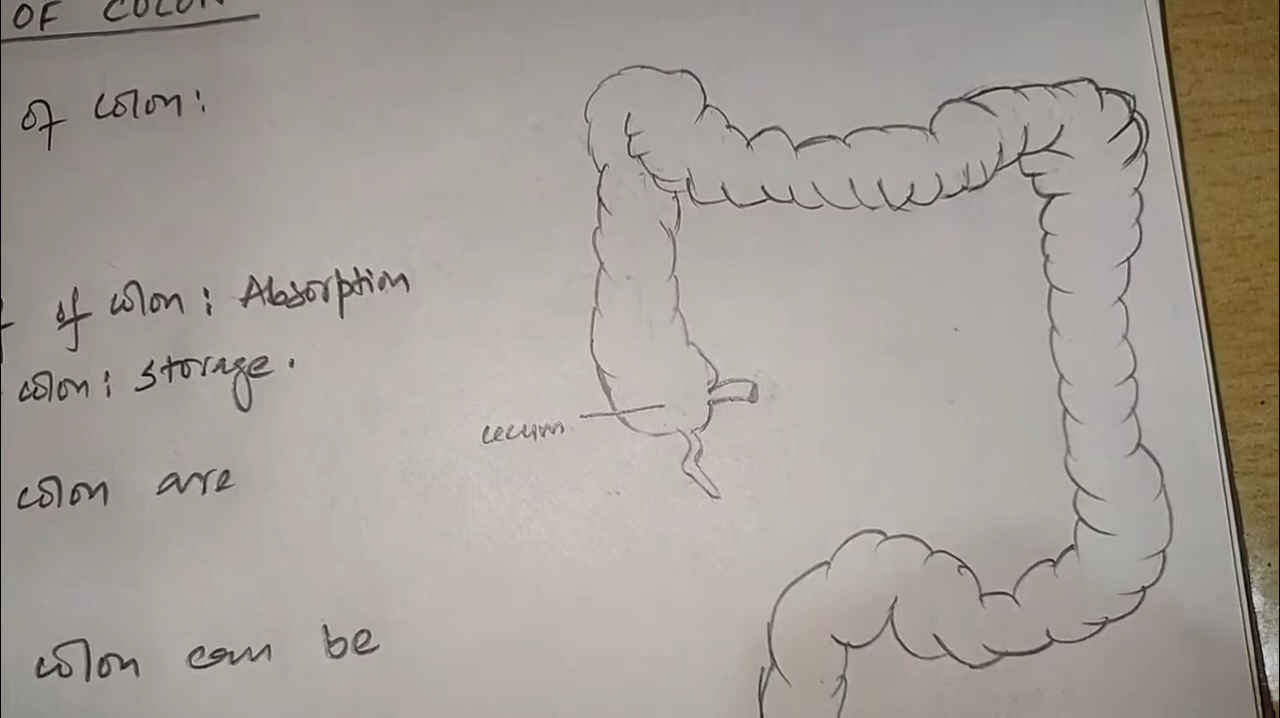 OF COLON
of colon:
of colon: Absorption
colon: storage.
cecum
colon are
colon can be